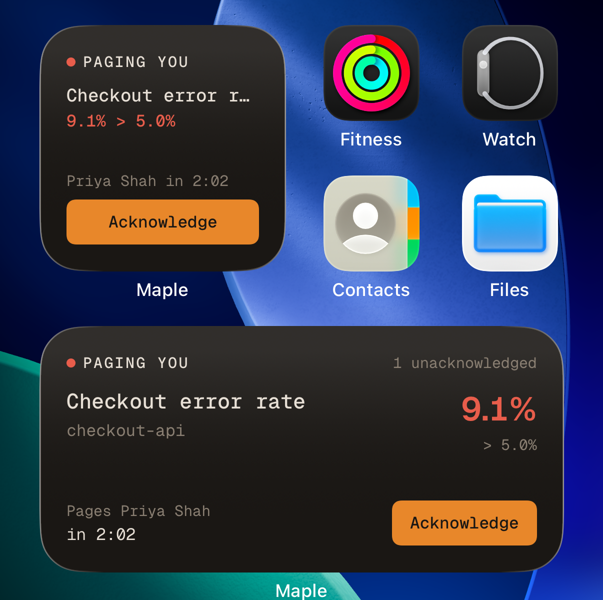 PAGING YOU
Checkout error r…
9.1% > 5.0%
Priya Shah in 2:02
Acknowledge
Maple
Fitness
Watch
Contacts
Files
PAGING YOU
1 unacknowledged
Checkout error rate
9.1%
checkout-api
> 5.0%
Pages Priya Shah
in 2:02
Acknowledge
Maple